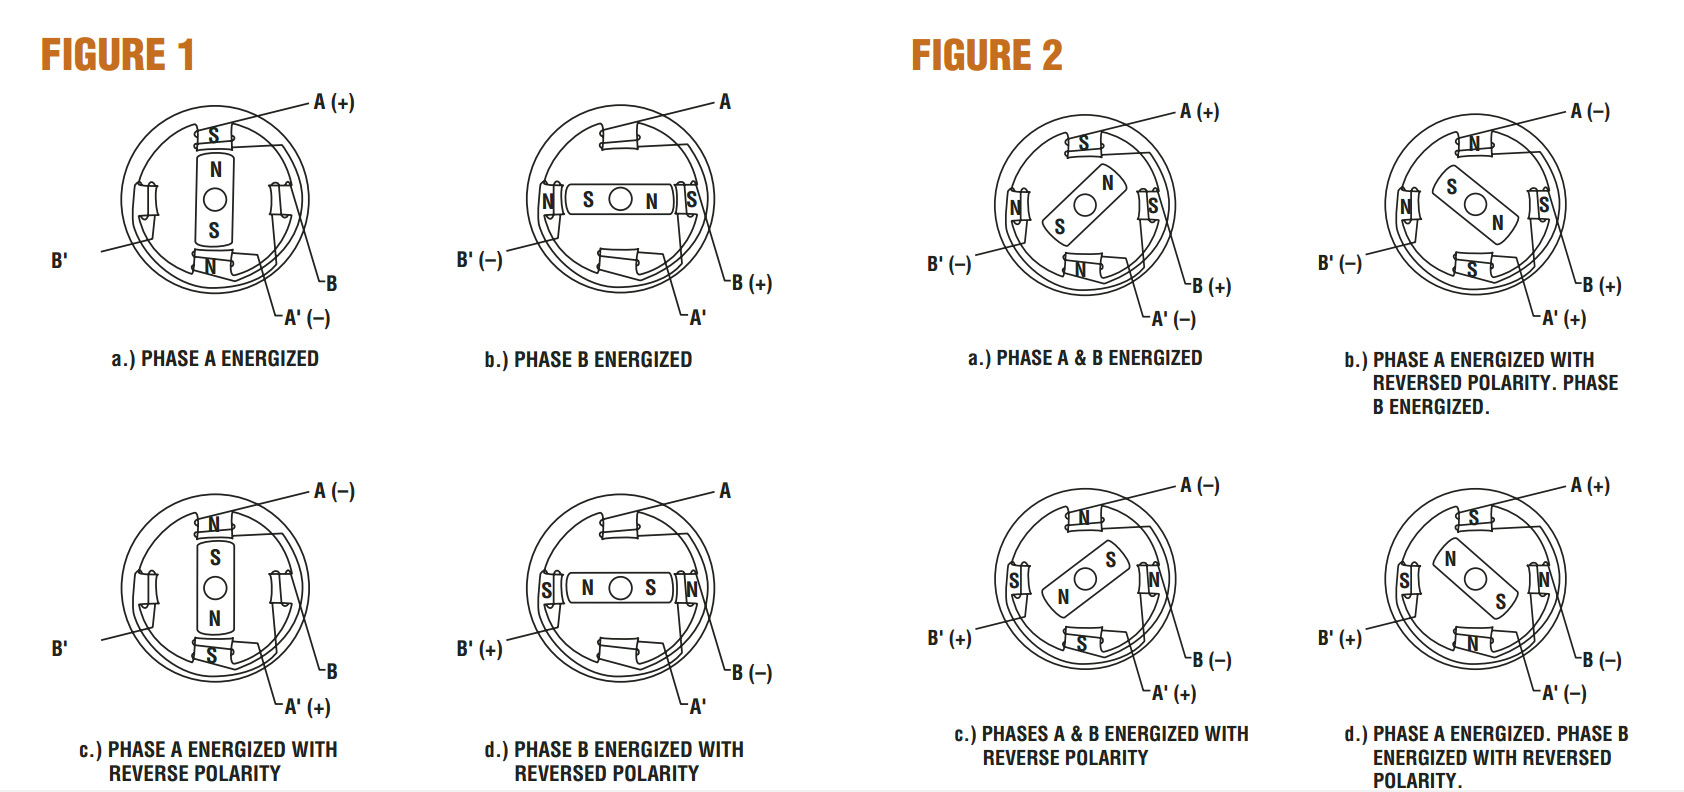 FIGURE 1
A (+)
S
N
S
N
B'
B
A' (–)
a.) PHASE A ENERGIZED
A
N
S
N
S
B' (–)
B (+)
A'
b.) PHASE B ENERGIZED
A (–)
N
S
N
S
B'
B
A' (+)
c.) PHASE A ENERGIZED WITH
REVERSE POLARITY
A
S
N
S
N
B' (+)
B (–)
A'
d.) PHASE B ENERGIZED WITH
REVERSED POLARITY
FIGURE 2
A (+)
S
N
N
S
S
N
B' (–)
B (+)
A' (–)
a.) PHASE A & B ENERGIZED
A (–)
N
S
N
S
N
S
B' (–)
B (+)
A' (+)
b.) PHASE A ENERGIZED WITH
REVERSED POLARITY. PHASE
B ENERGIZED.
A (–)
N
S
S
N
N
S
B' (+)
B (–)
A' (+)
c.) PHASES A & B ENERGIZED WITH
REVERSE POLARITY
A (+)
S
N
S
N
S
N
B' (+)
B (–)
A' (–)
d.) PHASE A ENERGIZED. PHASE B
ENERGIZED WITH REVERSED
POLARITY.